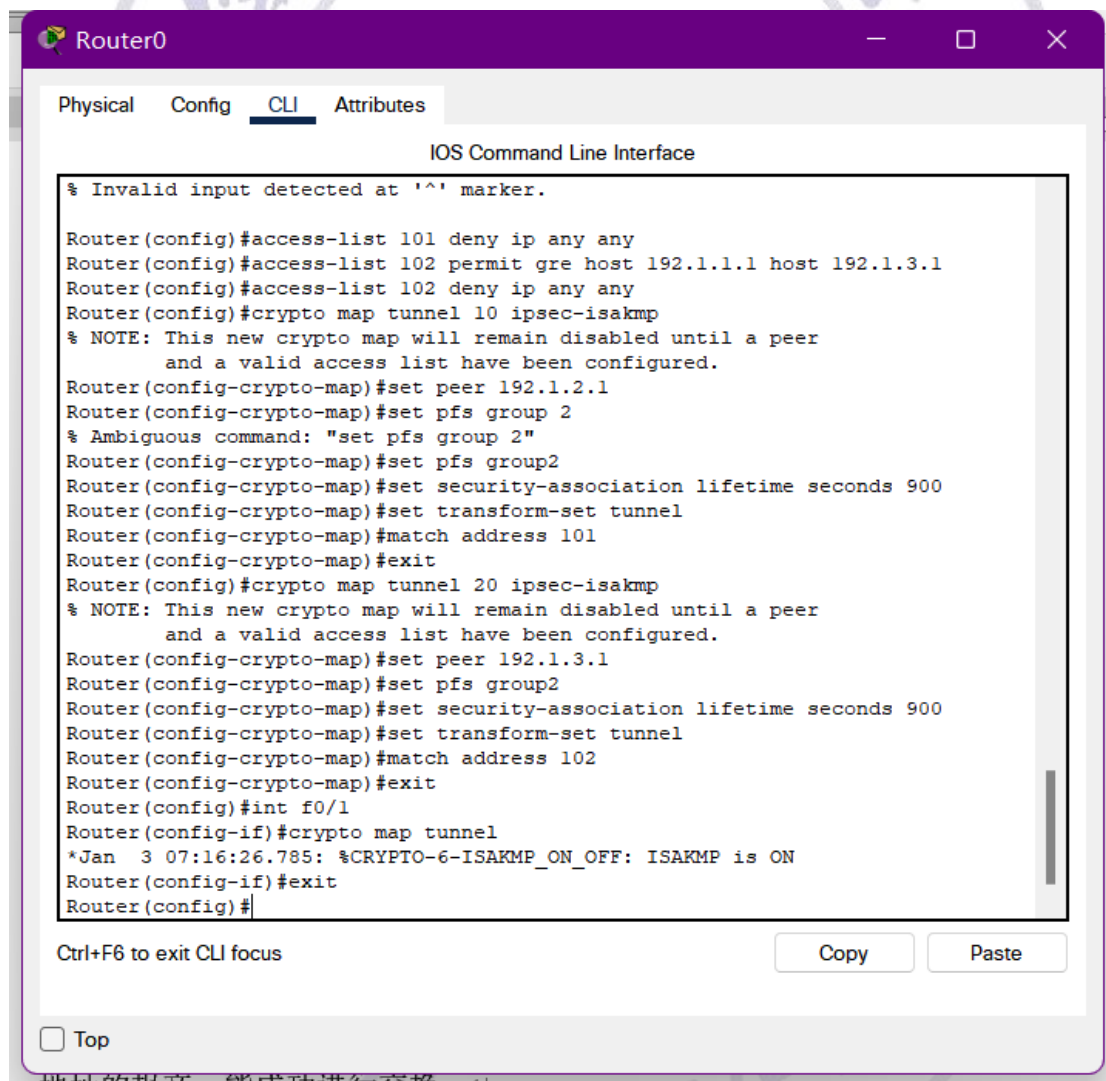 Router0
Physical Config CLI Attributes
IOS Command Line Interface
% Invalid input detected at '^' marker.
Router(config)#access-list 101 deny ip any any
Router(config)#access-list 102 permit gre host 192.1.1.1 host 192.1.3.1
Router(config)#access-list 102 deny ip any any
Router(config)#crypto map tunnel 10 ipsec-isakmp
% NOTE: This new crypto map will remain disabled until a peer
and a valid access list have been configured.
Router(config-crypto-map)#set peer 192.1.2.1
Router(config-crypto-map)#set pfs group 2
% Ambiguous command: "set pfs group 2"
Router(config-crypto-map)#set pfs group2
Router(config-crypto-map)#set security-association lifetime seconds 900
Router(config-crypto-map)#set transform-set tunnel
Router(config-crypto-map)#match address 101
Router(config-crypto-map)#exit
Router(config)#crypto map tunnel 20 ipsec-isakmp
% NOTE: This new crypto map will remain disabled until a peer
and a valid access list have been configured.
Router(config-crypto-map)#set peer 192.1.3.1
Router(config-crypto-map)#set pfs group2
Router(config-crypto-map)#set security-association lifetime seconds 900
Router(config-crypto-map)#set transform-set tunnel
Router(config-crypto-map)#match address 102
Router(config-crypto-map)#exit
Router(config)#int f0/1
Router(config-if)#crypto map tunnel
*Jan 3 07:16:26.785: %CRYPTO-6-ISAKMP_ON_OFF: ISAKMP is ON
Router(config-if)#exit
Router(config)#
Ctrl+F6 to exit CLI focus
Copy Paste
Top